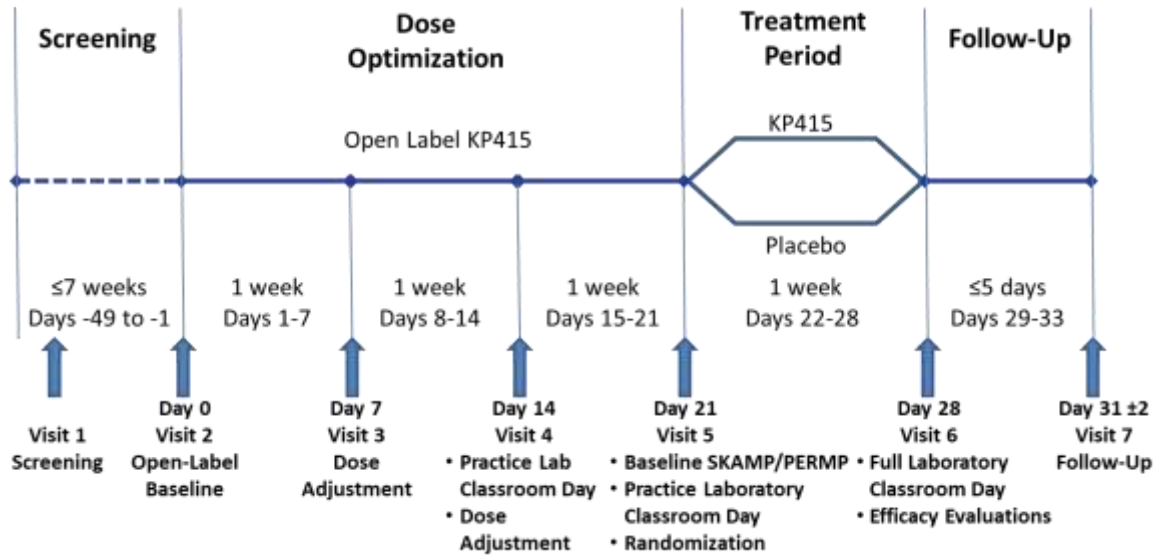 Screening
Dose
Optimization
Treatment
Period
Follow-Up
Open Label KP415
KP415
Placebo
≤7 weeks
Days -49 to -1
1 week
Days 1-7
1 week
Days 8-14
1 week
Days 15-21
1 week
Days 22-28
≤5 days
Days 29-33
Visit 1
Screening
Day 0
Visit 2
Open-Label
Baseline
Day 7
Visit 3
Dose
Adjustment
Day 14
Visit 4
• Practice Lab
Classroom Day
• Dose
Adjustment
Day 21
Visit 5
• Baseline SKAMP/PERMP
• Practice Laboratory
Classroom Day
• Randomization
Day 28
Visit 6
• Full Laboratory
Classroom Day
• Efficacy Evaluations
Day 31 ±2
Visit 7
Follow-Up